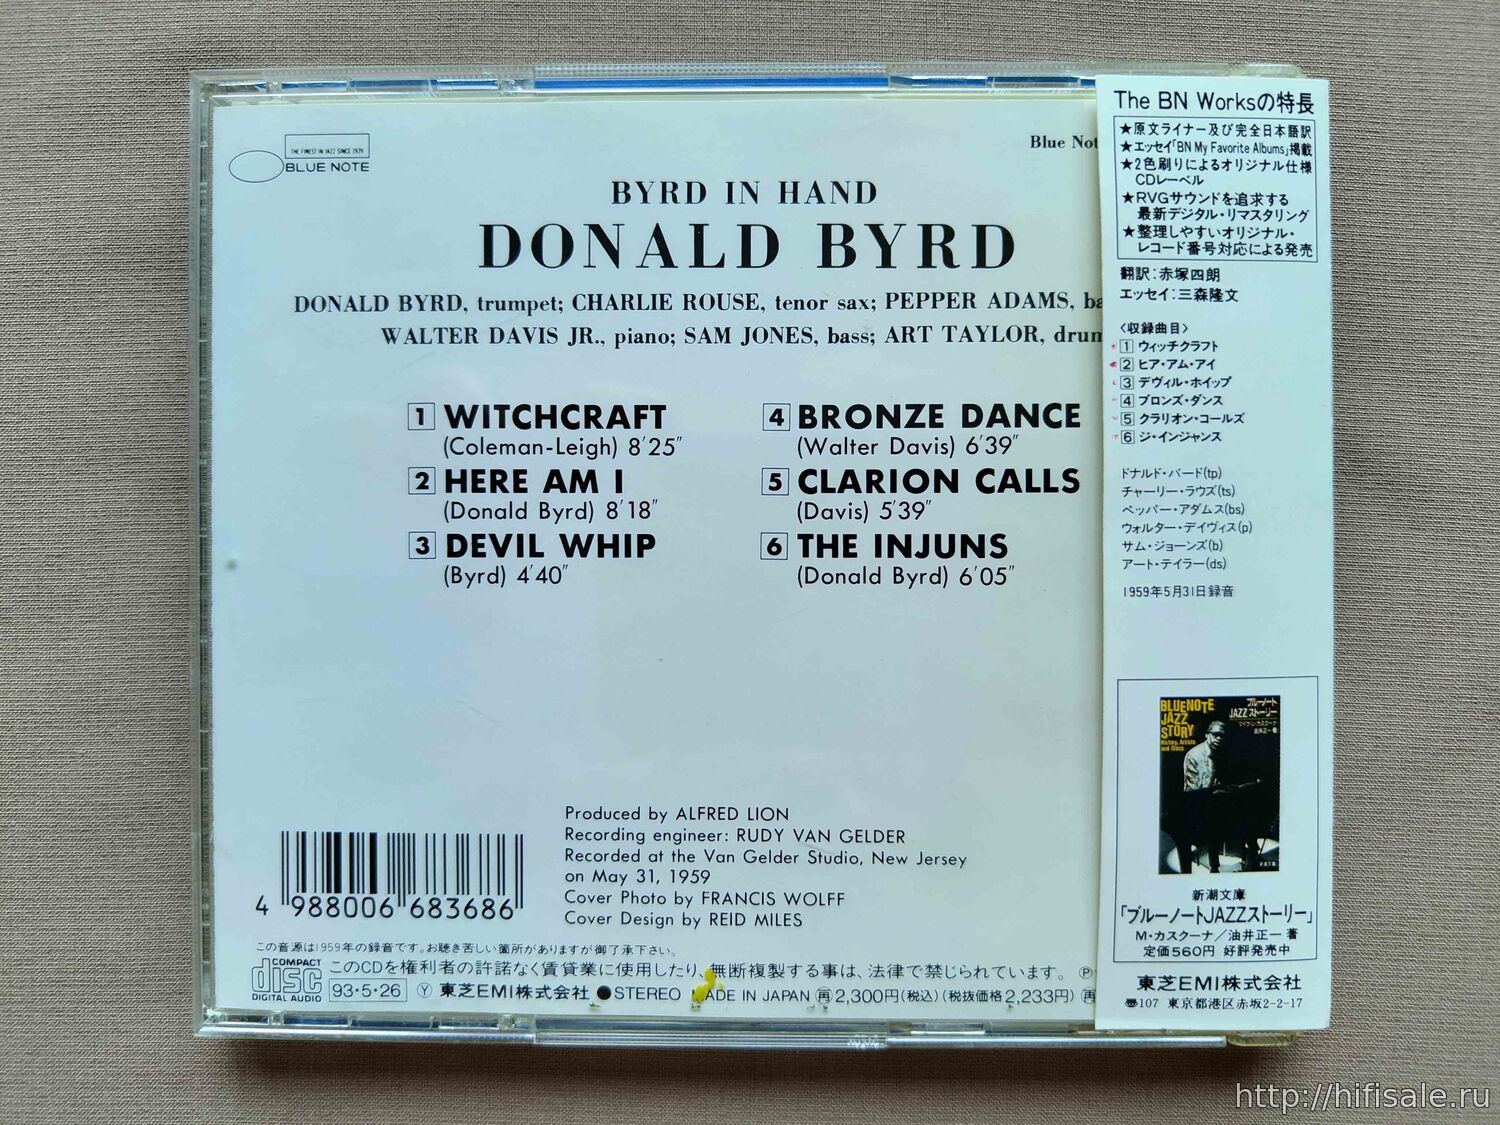 THE FINEST IN JAZZ SINCE 1939
BLUE NOTE
Blue Not
BYRD IN HAND
DONALD BYRD
DONALD BYRD, trumpet; CHARLIE ROUSE, tenor sax; PEPPER ADAMS, ba
WALTER DAVIS JR., piano; SAM JONES, bass; ART TAYLOR, drum
1 WITCHCRAFT
(Coleman-Leigh) 8'25"
2 HERE AM I
(Donald Byrd) 8'18"
3 DEVIL WHIP
(Byrd) 4'40"
4 BRONZE DANCE
(Walter Davis) 6'39"
5 CLARION CALLS
(Davis) 5'39"
6 THE INJUNS
(Donald Byrd) 6'05"
Produced by ALFRED LION
Recording engineer: RUDY VAN GELDER
Recorded at the Van Gelder Studio, New Jersey
on May 31, 1959
Cover Photo by FRANCIS WOLFF
Cover Design by REID MILES
4 988006 683686
この音源は1959年の録音です。お聴き苦しい箇所がありますが御了承下さい。
COMPACT disc DIGITAL AUDIO
このCDを権利者の許諾なく賃貸業に使用したり、無断複製する事は、法律で禁じられています。 Ⓟ
93・5・26 Ⓨ 東芝EMI株式会社 ●STEREO MADE IN JAPAN 再2,300円(税込)(税抜価格2,233円) 再
The BN Worksの特長
★原文ライナー及び完全日本語訳
★エッセイ「BN My Favorite Albums」掲載
★2色刷りによるオリジナル仕様
CDレーベル
★RVGサウンドを追求する
最新デジタル・リマスタリング
★整理しやすいオリジナル・
レコード番号対応による発売
翻訳：赤塚四朗
エッセイ：三森隆文
〈収録曲目〉
1 ウィッチクラフト
2 ヒア・アム・アイ
3 デヴィル・ホイップ
4 ブロンズ・ダンス
5 クラリオン・コールズ
6 ジ・インジャンス
ドナルド・バード(tp)
チャーリー・ラウズ(ts)
ペッパー・アダムス(bs)
ウォルター・デイヴィス(p)
サム・ジョーンズ(b)
アート・テイラー(ds)
1959年5月31日録音
BLUENOTE
JAZZ
STORY
History, Artists
and Discs
ブルーノート
JAZZストーリー
マイケル・カスクーナ
油井正一 著
新潮文庫
新潮文庫
「ブルーノートJAZZストーリー」
M・カスクーナ／油井正一 著
定価560円 好評発売中
東芝EMI株式会社
〠107 東京都港区赤坂2-2-17
http://hifisale.ru